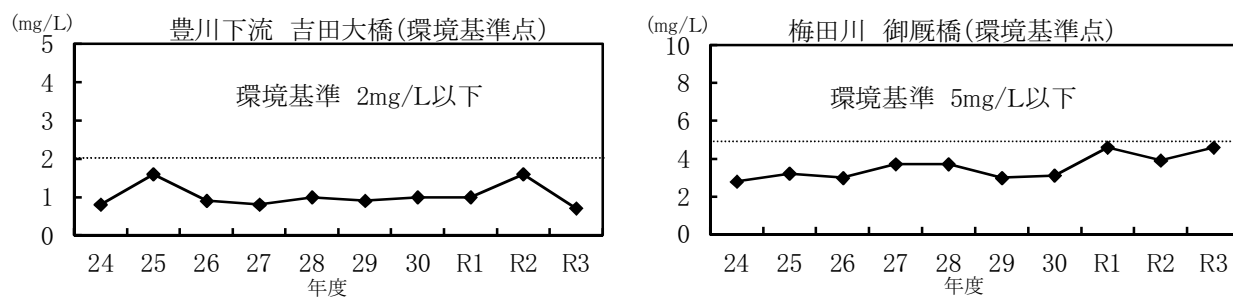 (mg/L)
豊川下流 吉田大橋(環境基準点)
5
4
3
2
1
0
環境基準 2mg/L以下
24 25 26 27 28 29 30 R1 R2 R3
年度
(mg/L)
梅田川 御厩橋(環境基準点)
10
8
6
4
2
0
環境基準 5mg/L以下
24 25 26 27 28 29 30 R1 R2 R3
年度